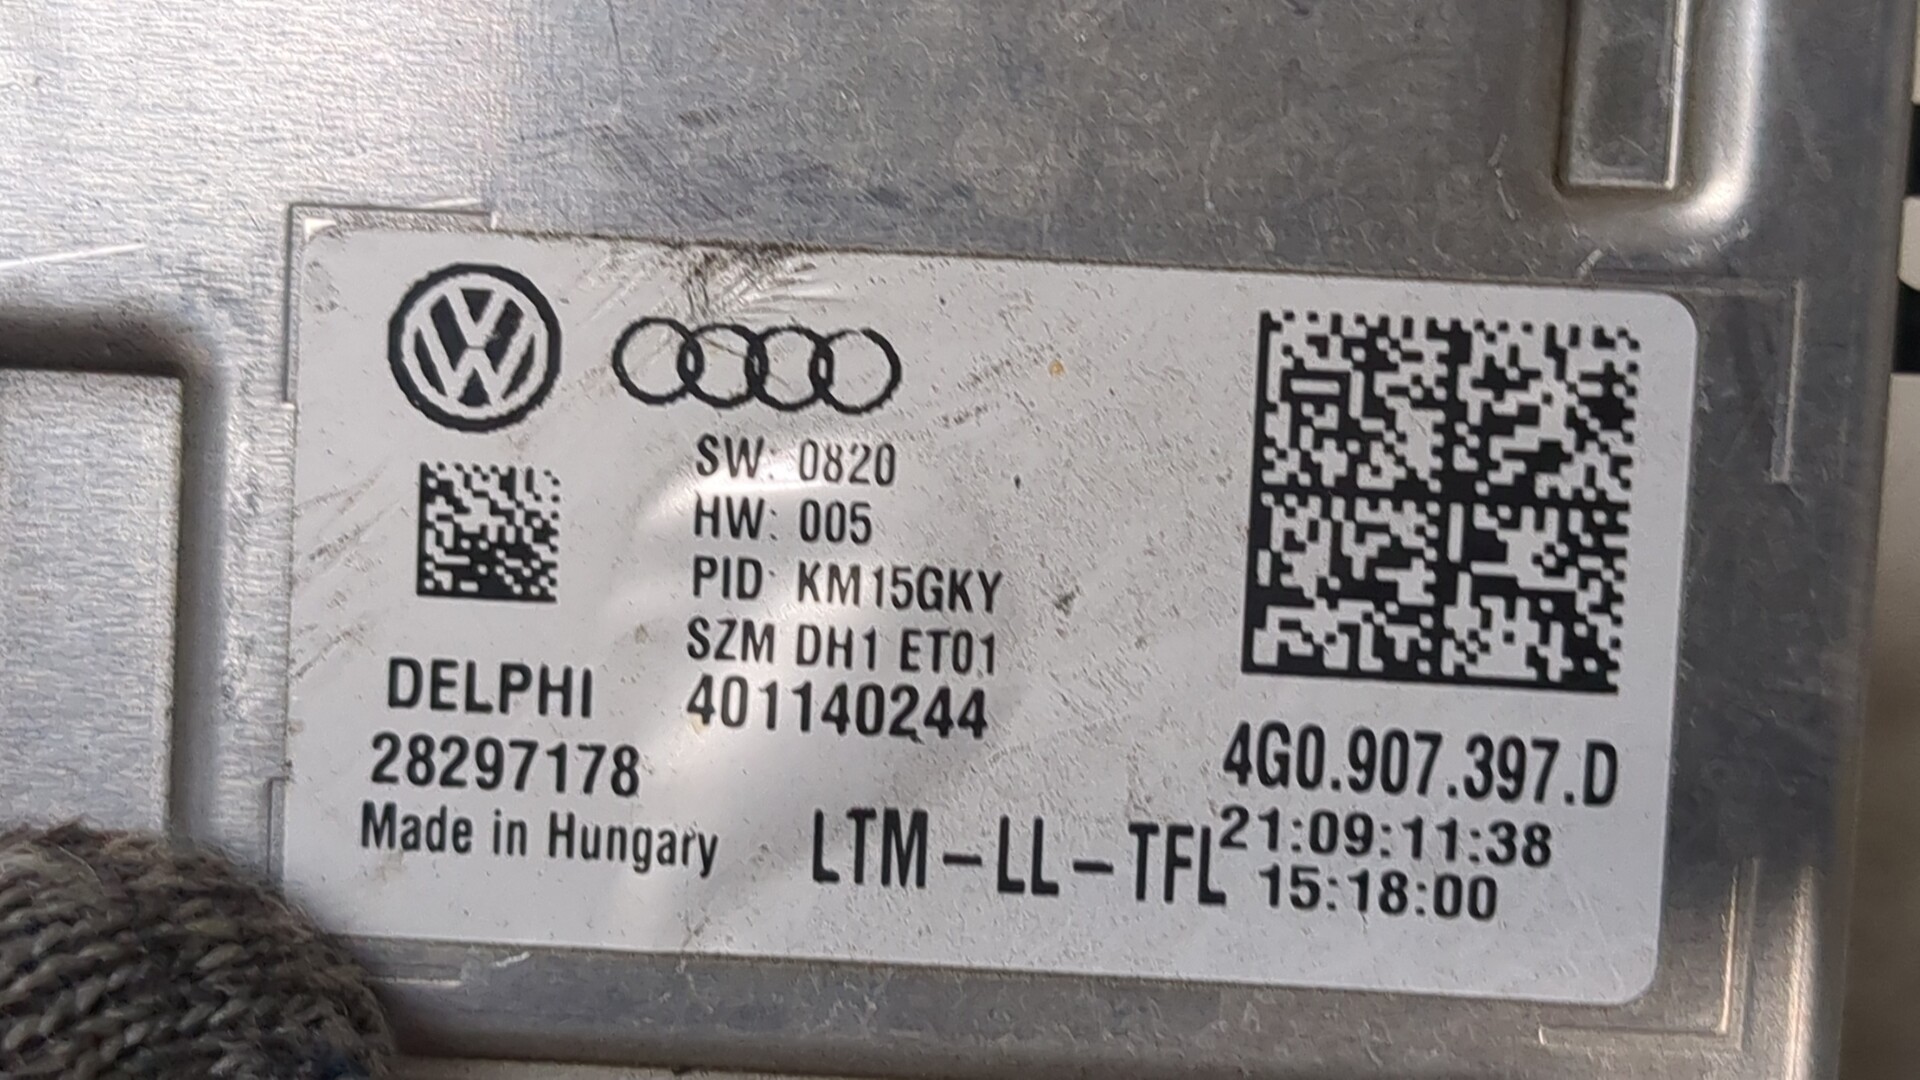 SW: 0820
HW: 005
PID: KM15GKY
SZM DH1 ET01
DELPHI 401140244
28297178
Made in Hungary
4G0.907.397.D
LTM-LL-TFL
21:09:11:38
15:18:00